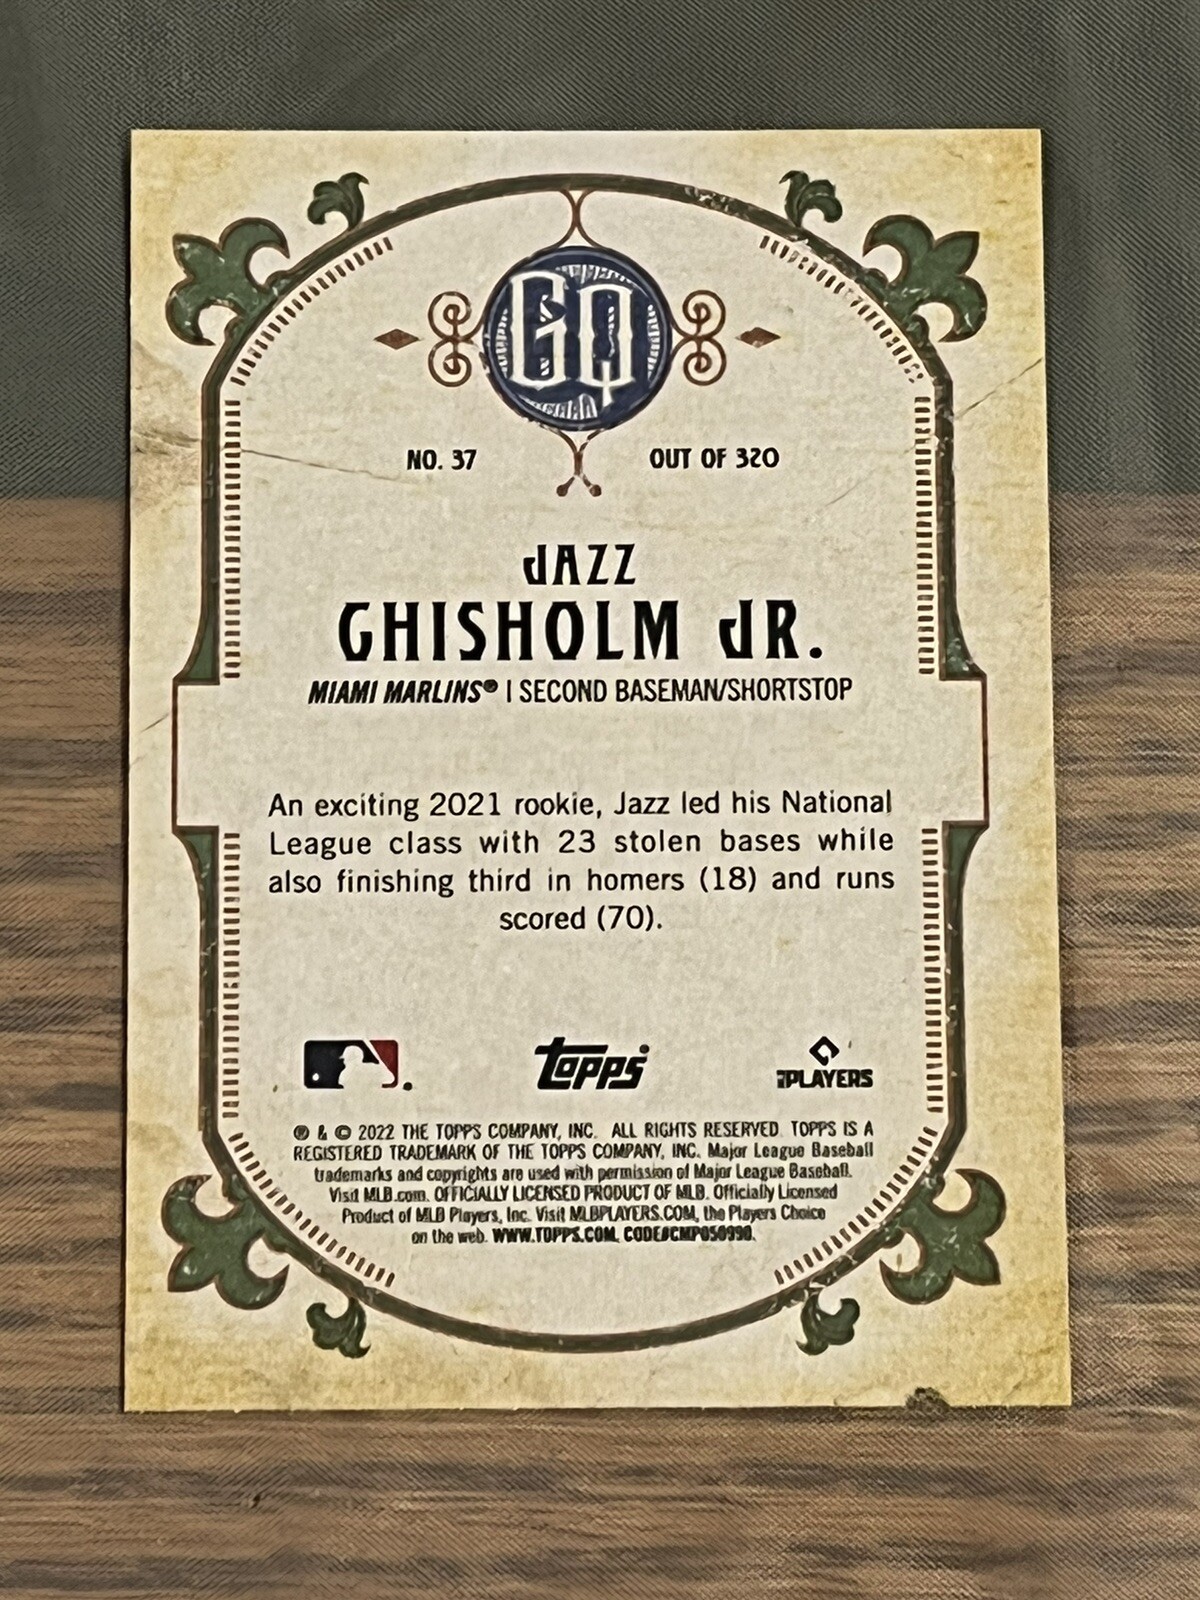 GQ
NO. 37 OUT OF 320
JAZZ
CHISHOLM JR.
MIAMI MARLINS® | SECOND BASEMAN/SHORTSTOP
An exciting 2021 rookie, Jazz led his National
League class with 23 stolen bases while
also finishing third in homers (18) and runs
scored (70).
Topps
PLAYERS
® & © 2022 THE TOPPS COMPANY, INC. ALL RIGHTS RESERVED. TOPPS IS A
REGISTERED TRADEMARK OF THE TOPPS COMPANY, INC. Major League Baseball
trademarks and copyrights are used with permission of Major League Baseball.
Visit MLB.com. OFFICIALLY LICENSED PRODUCT OF MLB. Officially Licensed
Product of MLB Players, Inc. Visit MLBPLAYERS.COM, the Players Choice
on the web. WWW.TOPPS.COM. CODE#CMP050990.